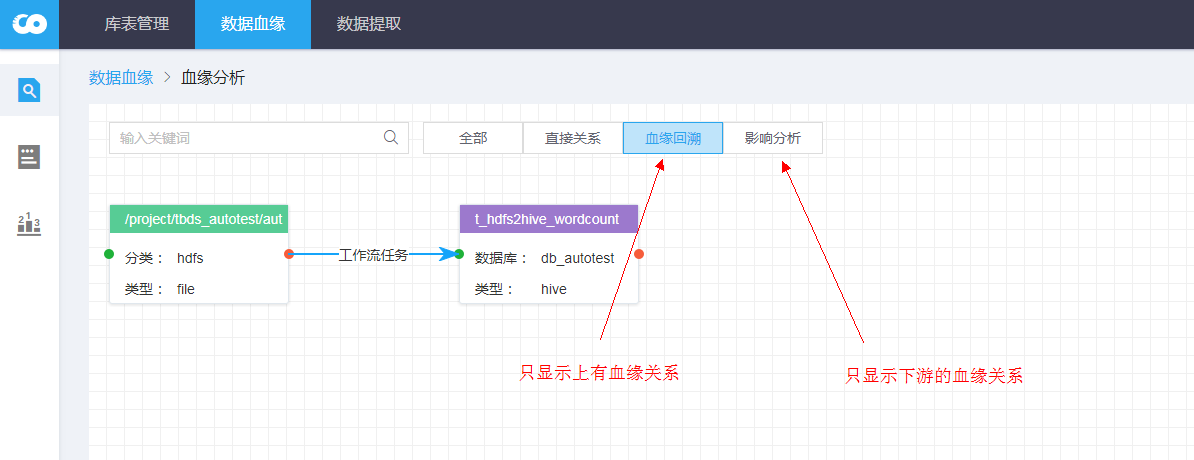 库表管理 数据血缘 数据提取
数据血缘 > 血缘分析
输入关键词 全部 直接关系 血缘回溯 影响分析
/project/tbds_autotest/aut t_hdfs2hive_wordcount
分类： hdfs 工作流任务 数据库： db_autotest
类型： file 类型： hive
只显示上有血缘关系 只显示下游的血缘关系